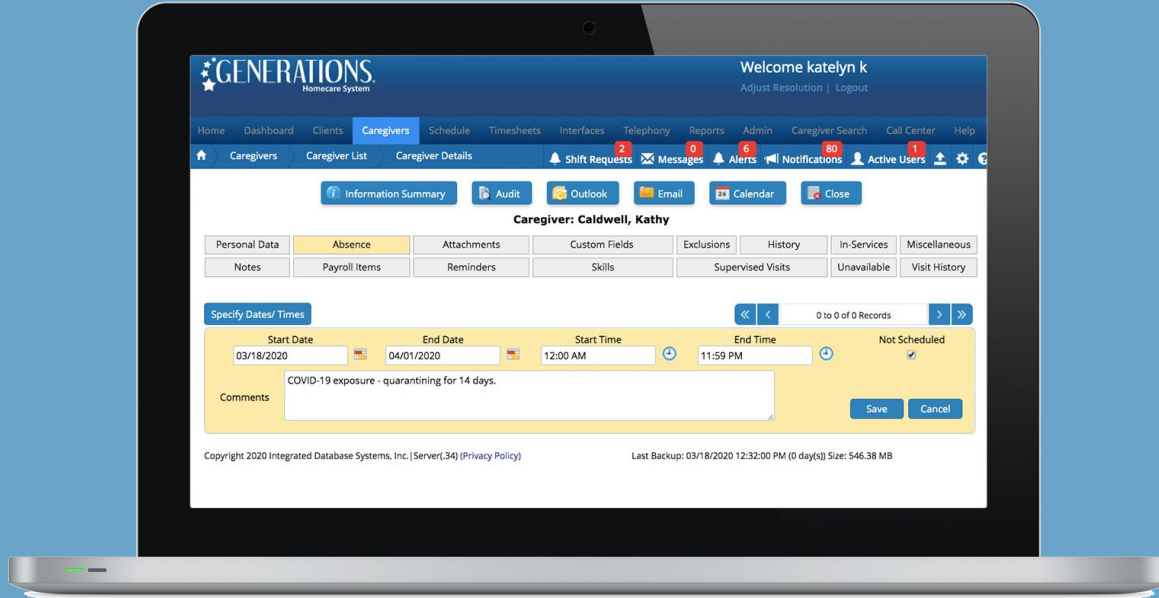 GENERATIONS
Homecare System
Welcome katelyn k
Adjust Resolution | Logout
Home Dashboard Clients Caregivers Schedule Timesheets Interfaces Telephony Reports Admin Caregiver Search Call Center Help
Caregivers Caregiver List Caregiver Details Shift Requests 2 Messages 0 Alerts 6 Notifications 80 Active Users 1
Information Summary Audit Outlook Email 26 Calendar Close
Caregiver: Caldwell, Kathy
Personal Data Absence Attachments Custom Fields Exclusions History In-Services Miscellaneous
Notes Payroll Items Reminders Skills Supervised Visits Unavailable Visit History
Specify Dates/ Times « < 0 to 0 of 0 Records > »
Start Date End Date Start Time End Time Not Scheduled
03/18/2020 04/01/2020 12:00 AM 11:59 PM
COVID-19 exposure - quarantining for 14 days.
Comments
Save Cancel
Copyright 2020 Integrated Database Systems, Inc.|Server(.34) (Privacy Policy) Last Backup: 03/18/2020 12:32:00 PM (0 day(s)) Size: 546.38 MB